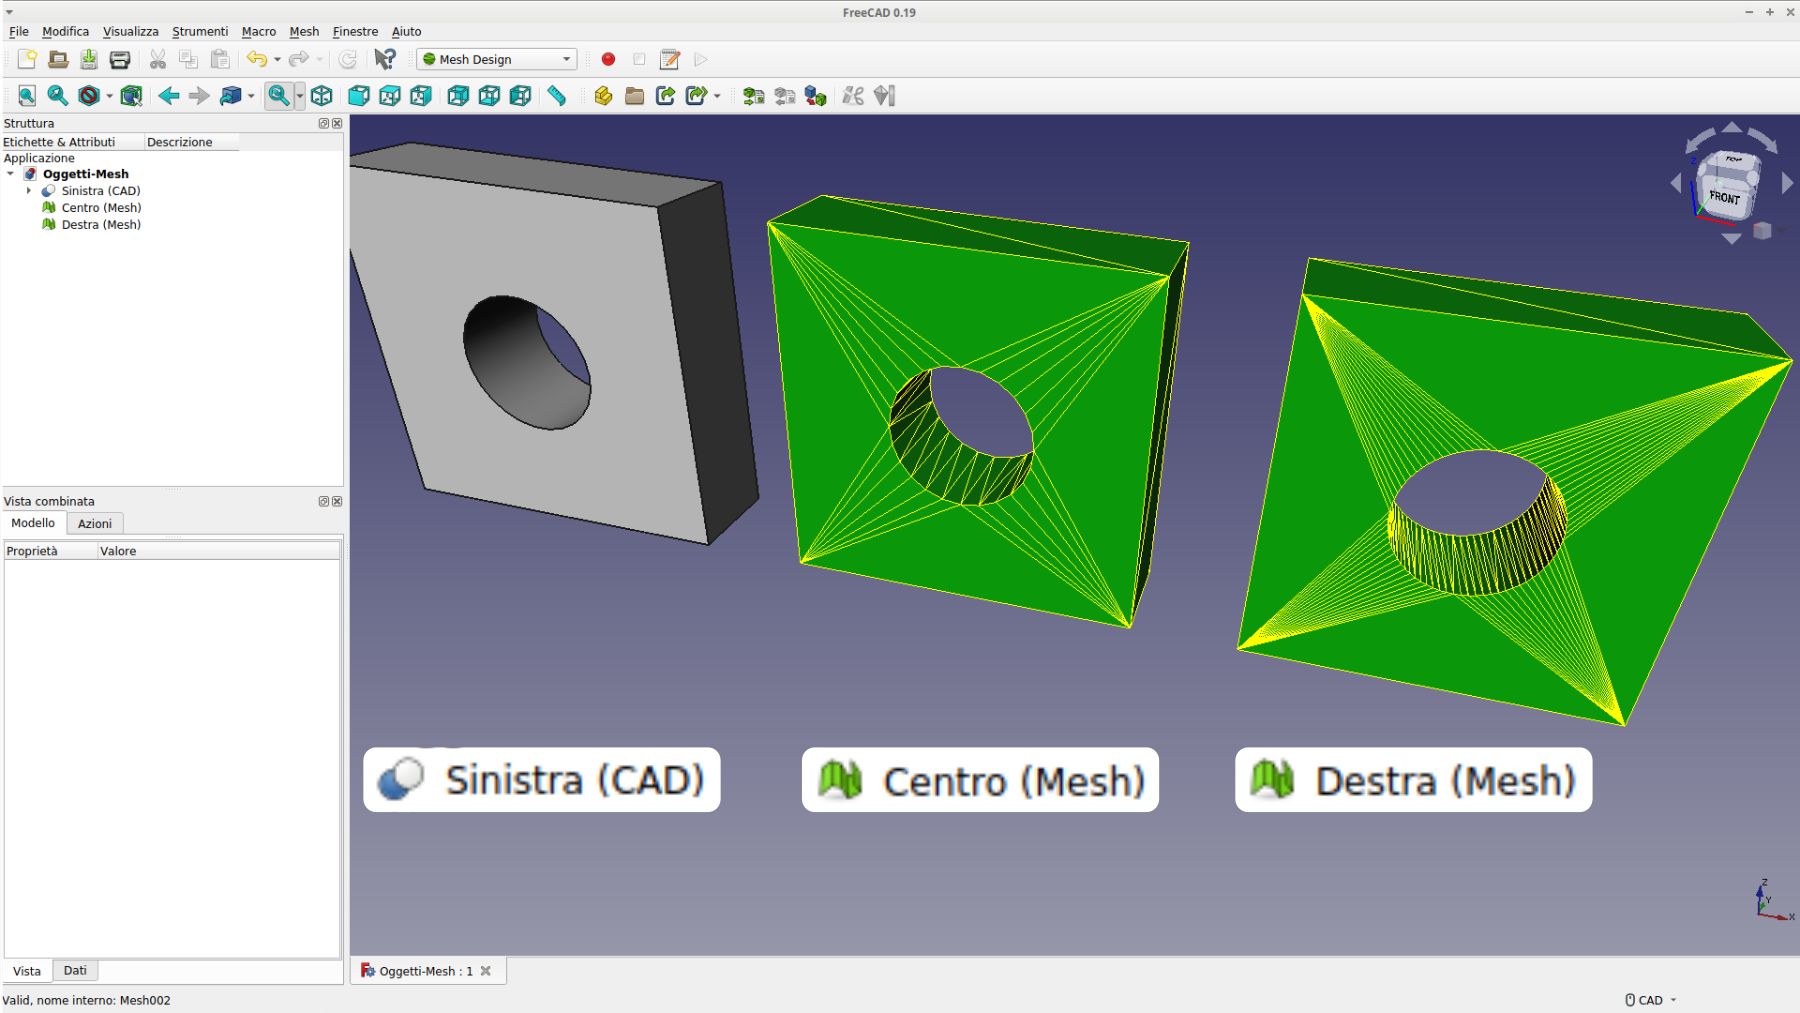 FreeCAD 0.19
File Modifica Visualizza Strumenti Macro Mesh Finestre Aiuto
Mesh Design
Struttura
Etichette & Attributi Descrizione
Applicazione
Oggetti-Mesh
Sinistra (CAD)
Centro (Mesh)
Destra (Mesh)
TOP
FRONT
Z
Vista combinata
Modello Azioni
Proprietà Valore
Sinistra (CAD) Centro (Mesh) Destra (Mesh)
Z
Y
X
Vista Dati
Oggetti-Mesh : 1
Valid, nome interno: Mesh002
CAD